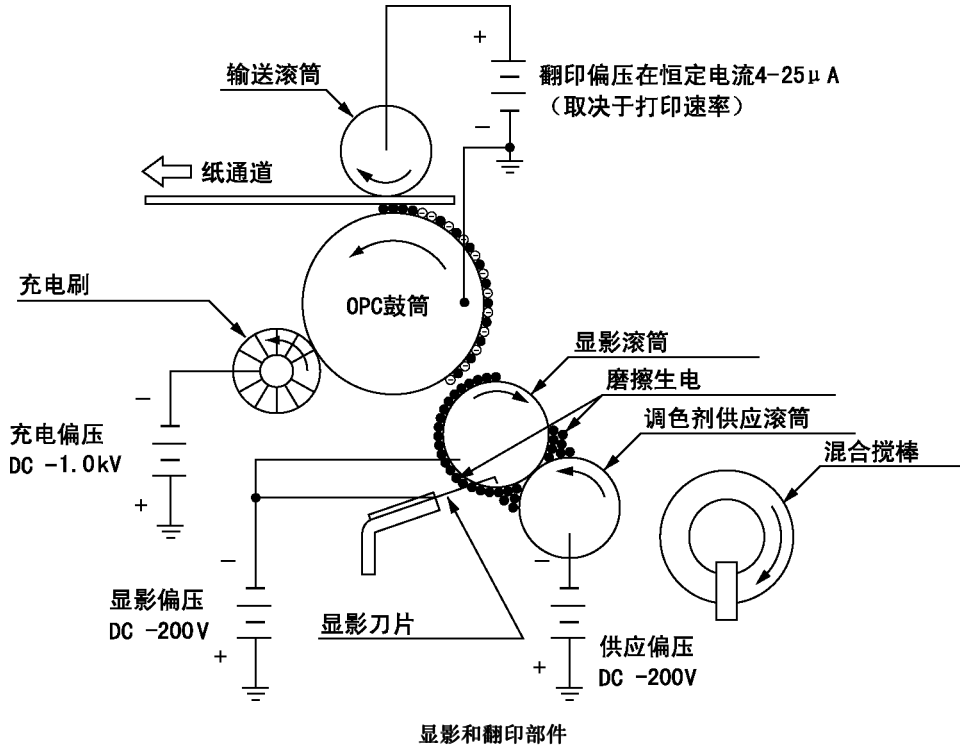 输送滚筒
+
翻印偏压在恒定电流4-25μA
（取决于打印速率）
−
纸通道
充电刷
OPC鼓筒
显影滚筒
磨擦生电
−
调色剂供应滚筒
充电偏压
DC -1.0kV
混合搅棒
+
−
−
显影偏压
DC -200V
显影刀片
供应偏压
DC -200V
+
+
显影和翻印部件